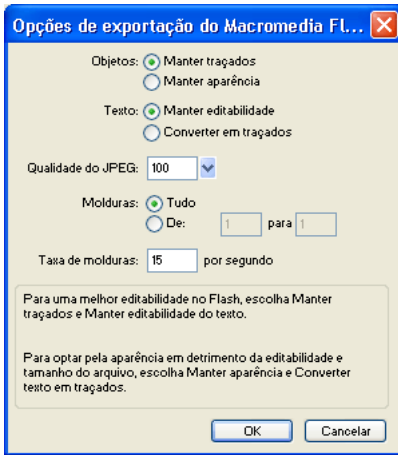 Opções de exportação do Macromedia Fl...
Objetos: Manter traçados
Manter aparência
Texto: Manter editabilidade
Converter em traçados
Qualidade do JPEG: 100
Molduras: Tudo
De: 1 para 1
Taxa de molduras: 15 por segundo
Para uma melhor editabilidade no Flash, escolha Manter
traçados e Manter editabilidade do texto.
Para optar pela aparência em detrimento da editabilidade e
tamanho do arquivo, escolha Manter aparência e Converter
texto em traçados.
OK Cancelar